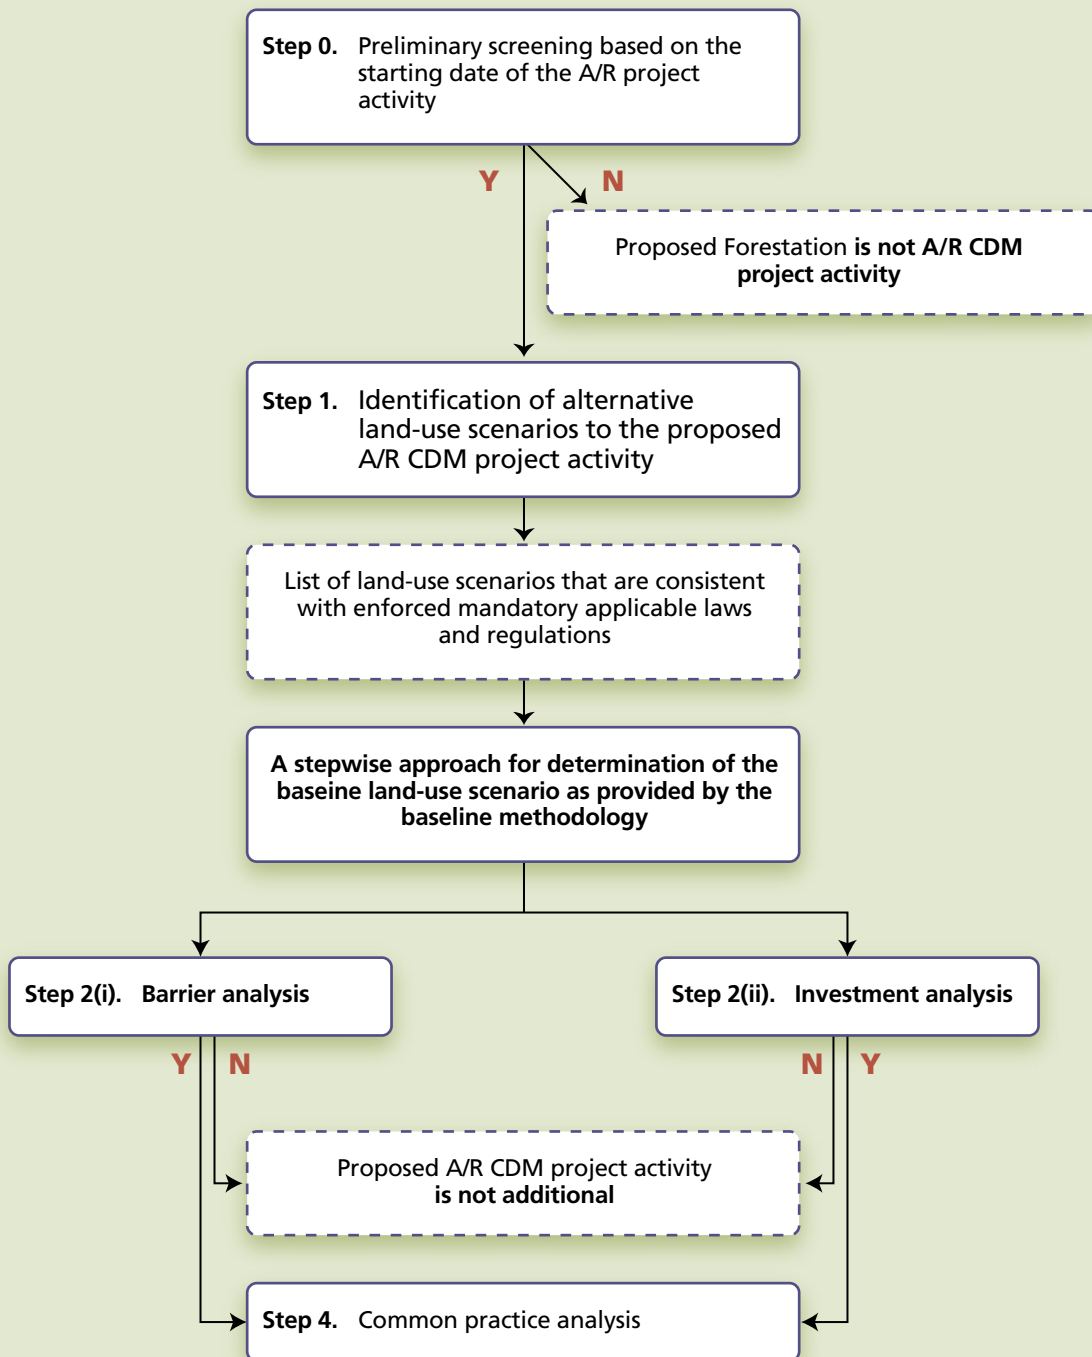 Step 0. Preliminary screening based on the
starting date of the A/R project
activity
Y
N
Proposed Forestation is not A/R CDM
project activity
Step 1. Identification of alternative
land-use scenarios to the proposed
A/R CDM project activity
List of land-use scenarios that are consistent
with enforced mandatory applicable laws
and regulations
A stepwise approach for determination of the
baseine land-use scenario as provided by the
baseline methodology
Step 2(i). Barrier analysis
Step 2(ii). Investment analysis
Y
N
N
Y
Proposed A/R CDM project activity
is not additional
Step 4. Common practice analysis